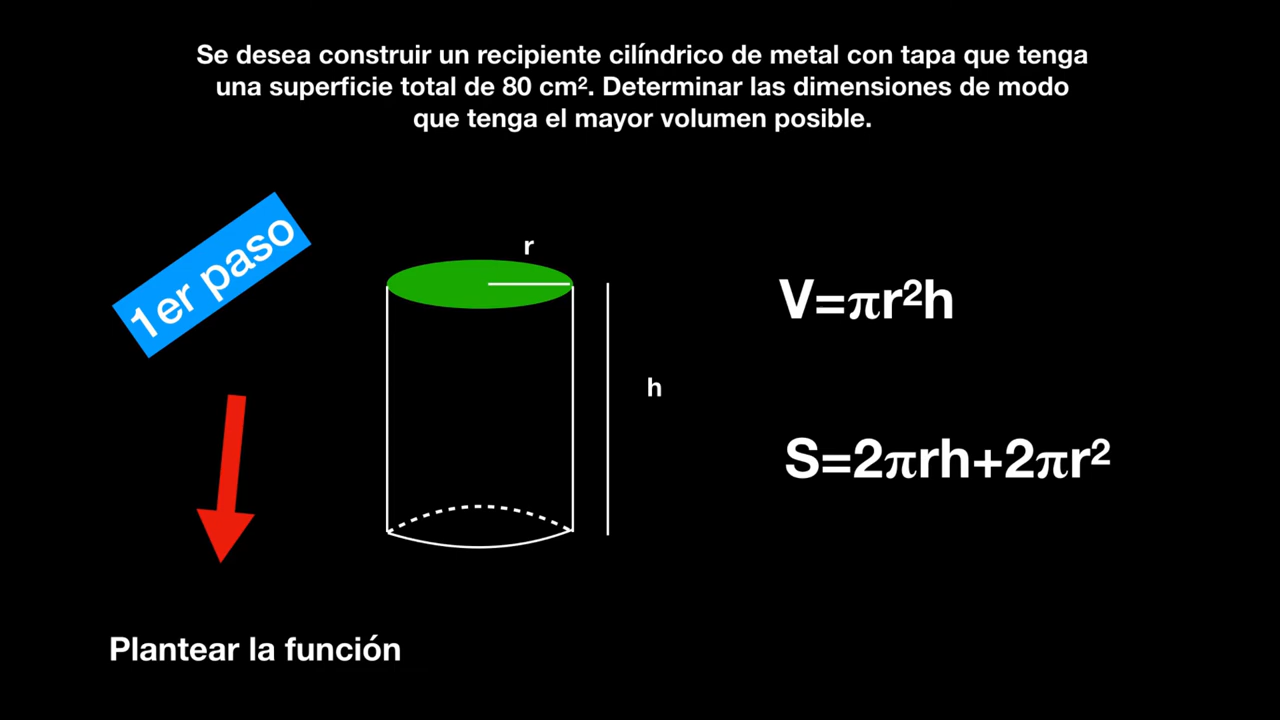 Se desea construir un recipiente cilíndrico de metal con tapa que tenga
una superficie total de 80 cm². Determinar las dimensiones de modo
que tenga el mayor volumen posible.
1er paso
r
V=πr²h
h
S=2πrh+2πr²
Plantear la función